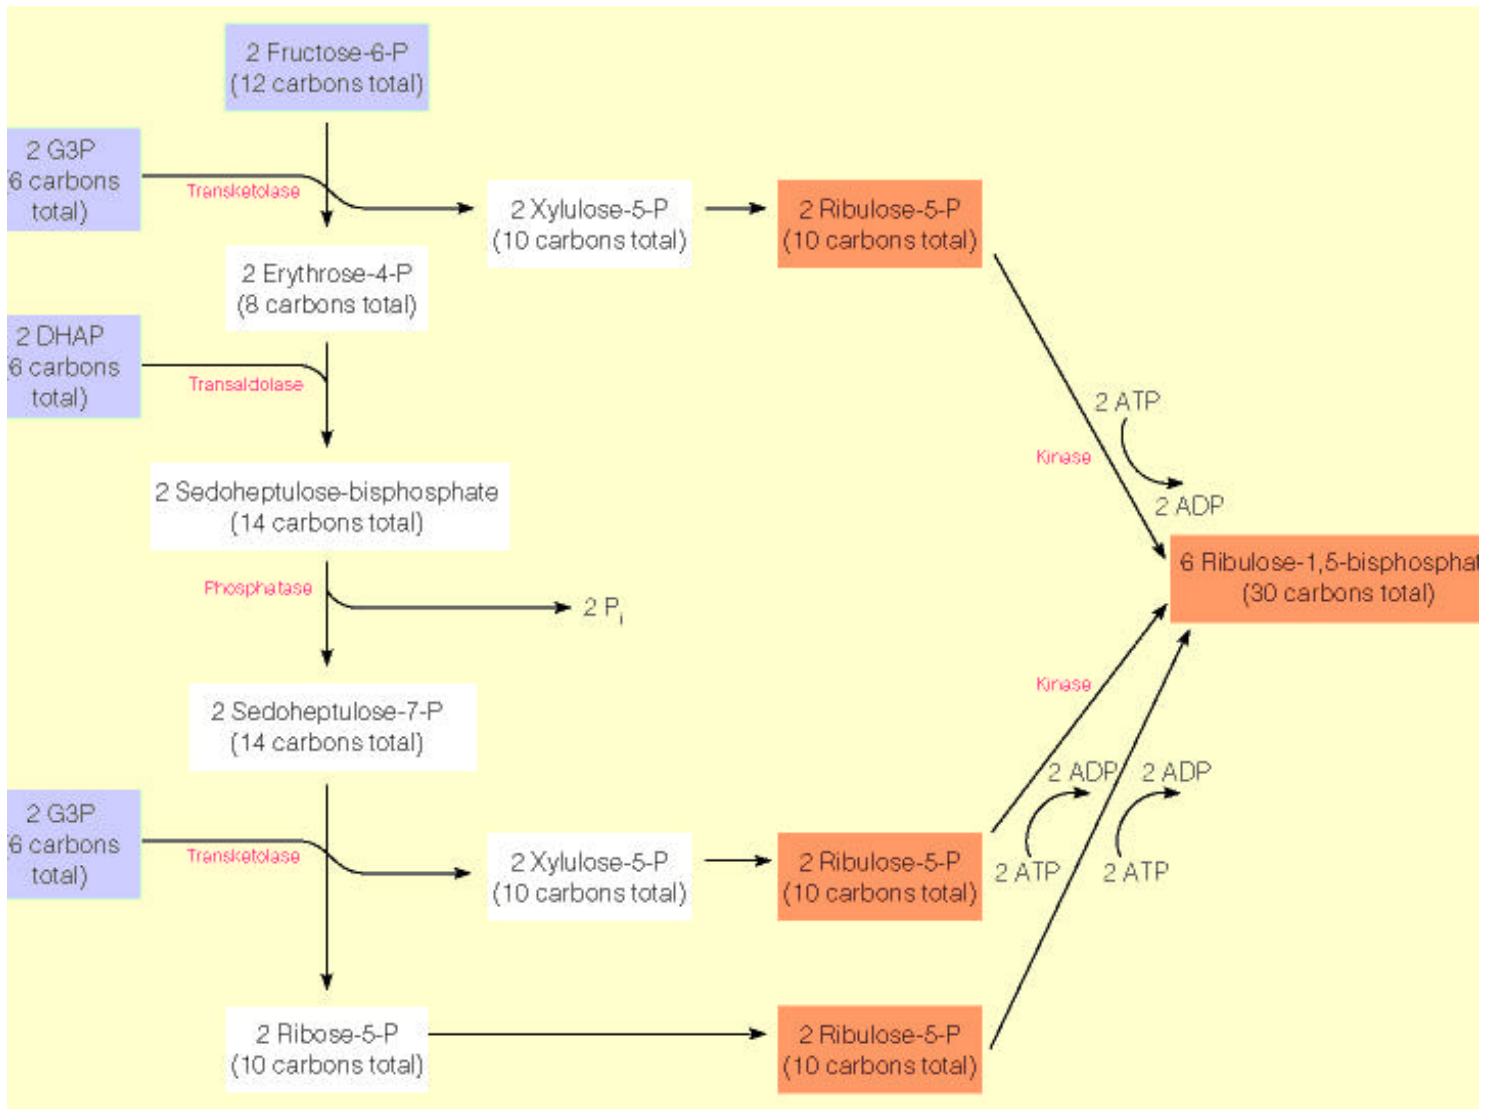 2 Fructose-6-P
(12 carbons total)
2 G3P
(6 carbons
total)
Transketolase
2 Xylulose-5-P
(10 carbons total)
2 Ribulose-5-P
(10 carbons total)
2 Erythrose-4-P
(8 carbons total)
2 DHAP
(6 carbons
total)
Transaldolase
2 ATP
Kinase
2 ADP
2 Sedoheptulose-bisphosphate
(14 carbons total)
6 Ribulose-1,5-bisphosphat
(30 carbons total)
Phosphatase
2 Pi
2 Sedoheptulose-7-P
(14 carbons total)
Kinase
2 ADP
2 ADP
2 G3P
(6 carbons
total)
Transketolase
2 Xylulose-5-P
(10 carbons total)
2 Ribulose-5-P
(10 carbons total)
2 ATP
2 ATP
2 Ribose-5-P
(10 carbons total)
2 Ribulose-5-P
(10 carbons total)